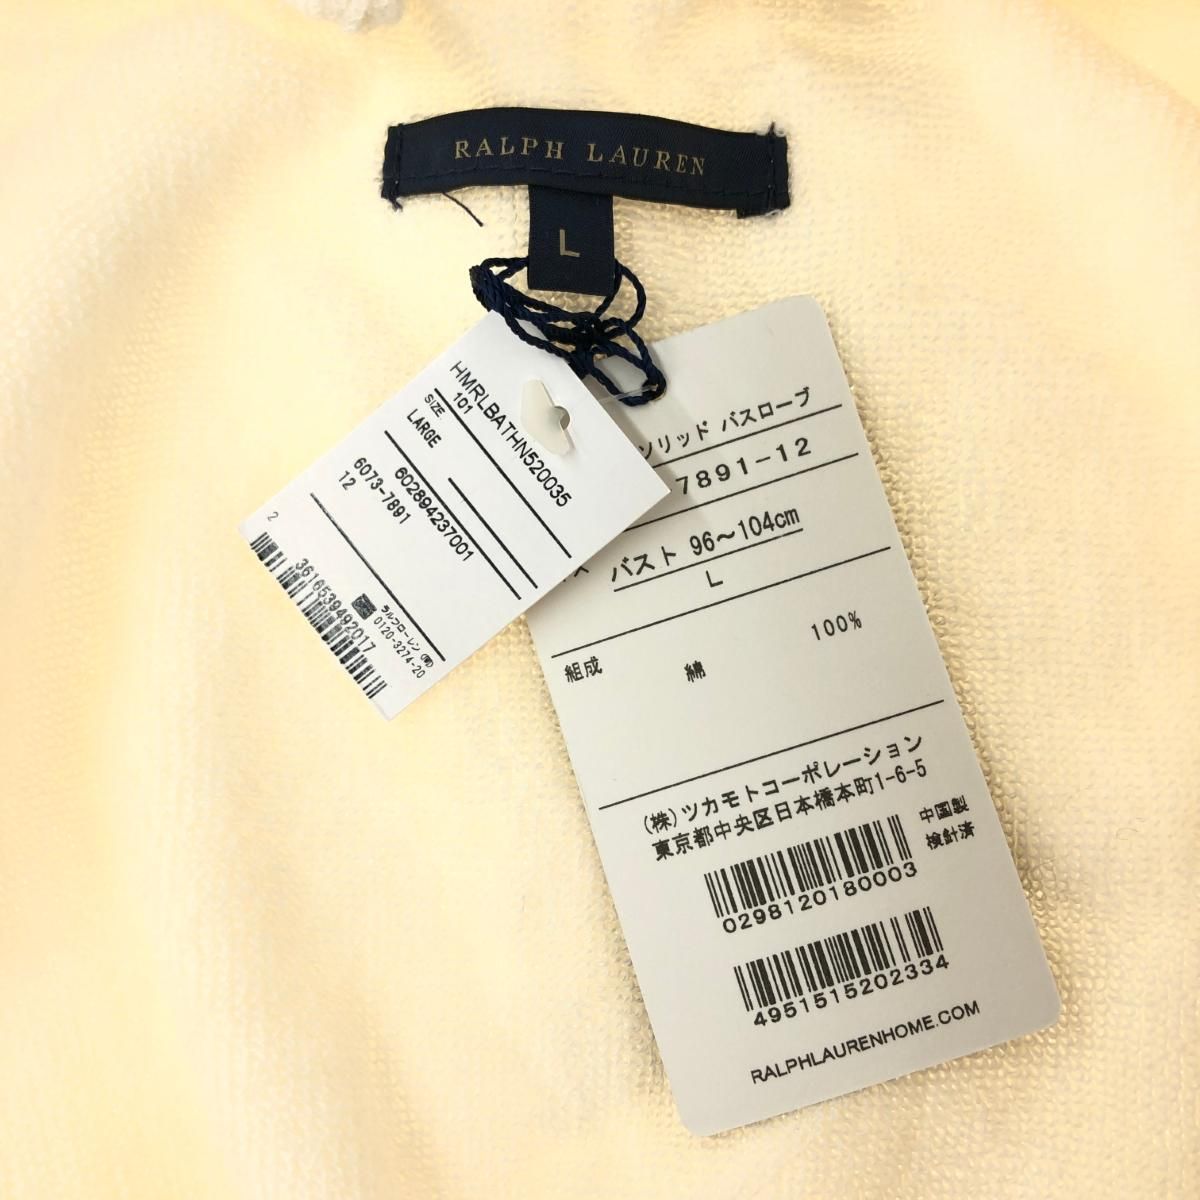 RALPH LAUREN
L
HMRLBATHN520035
101
SIZE
LARGE
602894237001
6073-7891
12
2
3616539492017
ラルフローレン
0120-3274-20
ソリッド バスローブ
7891-12
バスト 96～104cm
L
組成 綿 100%
(株)ツカモトコーポレーション
東京都中央区日本橋本町1-6-5
中国製
検針済
0298120180003
4951515202334
RALPHLAURENHOME.COM